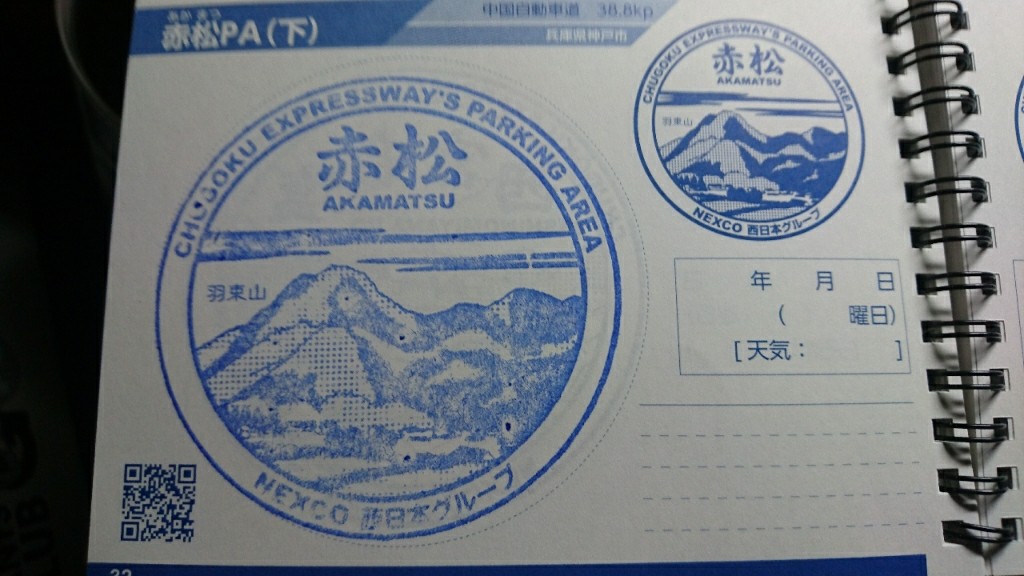 あかまつ
赤松PA(下)
中国自動車道 38.8kp
兵庫県神戸市
CHUGOKU EXPRESSWAY'S PARKING AREA
赤松
AKAMATSU
羽束山
NEXCO 西日本グループ
CHUGOKU EXPRESSWAY'S PARKING AREA
赤松
AKAMATSU
羽束山
NEXCO 西日本グループ
年 月 日
( 曜日)
[天気: ]
32